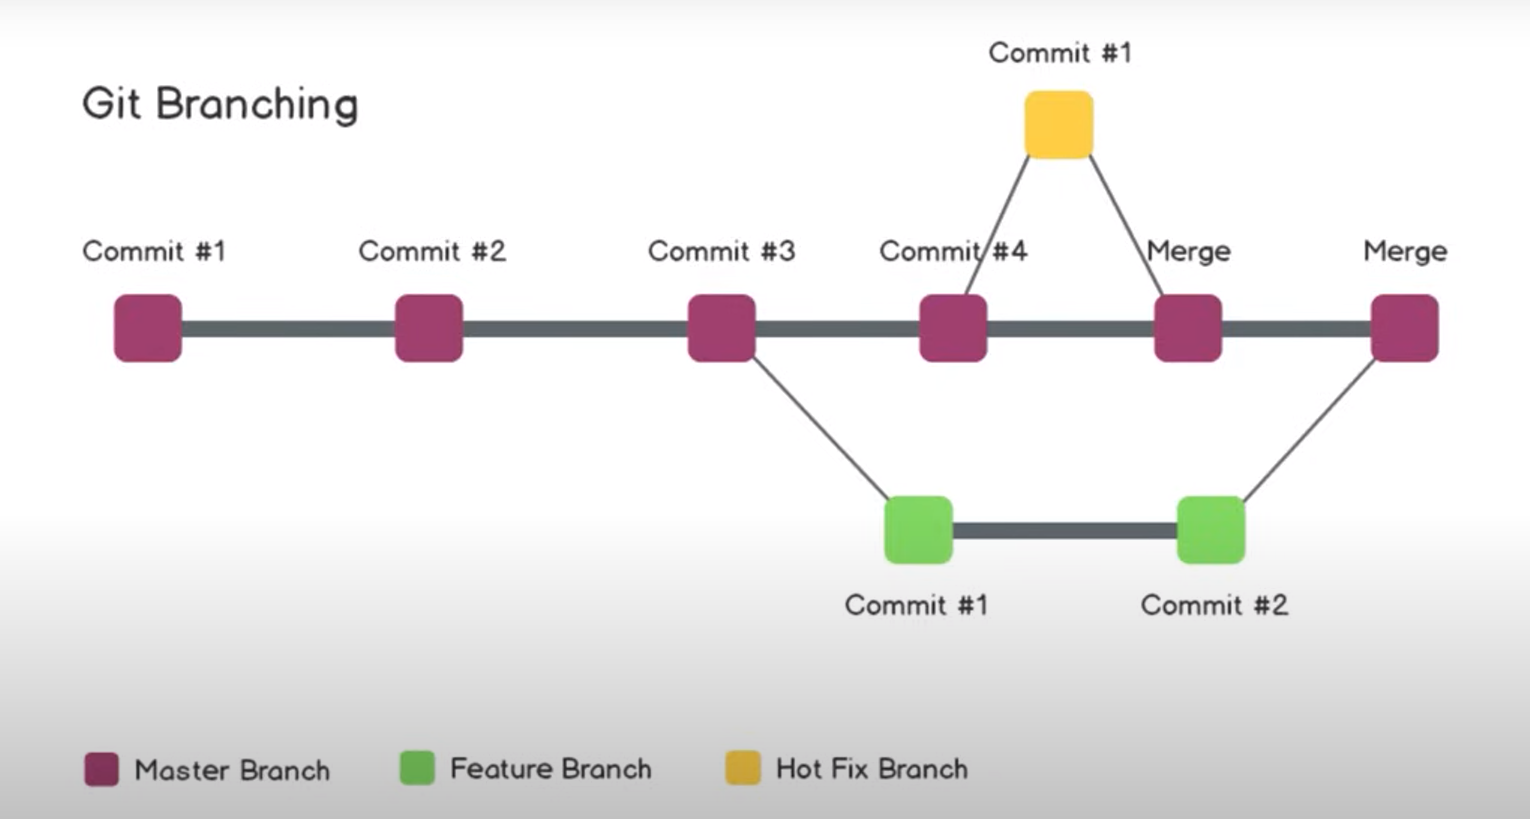 Commit #1
Git Branching
Commit #1
Commit #2
Commit #3
Commit #4
Merge
Merge
Commit #1
Commit #2
Master Branch
Feature Branch
Hot Fix Branch